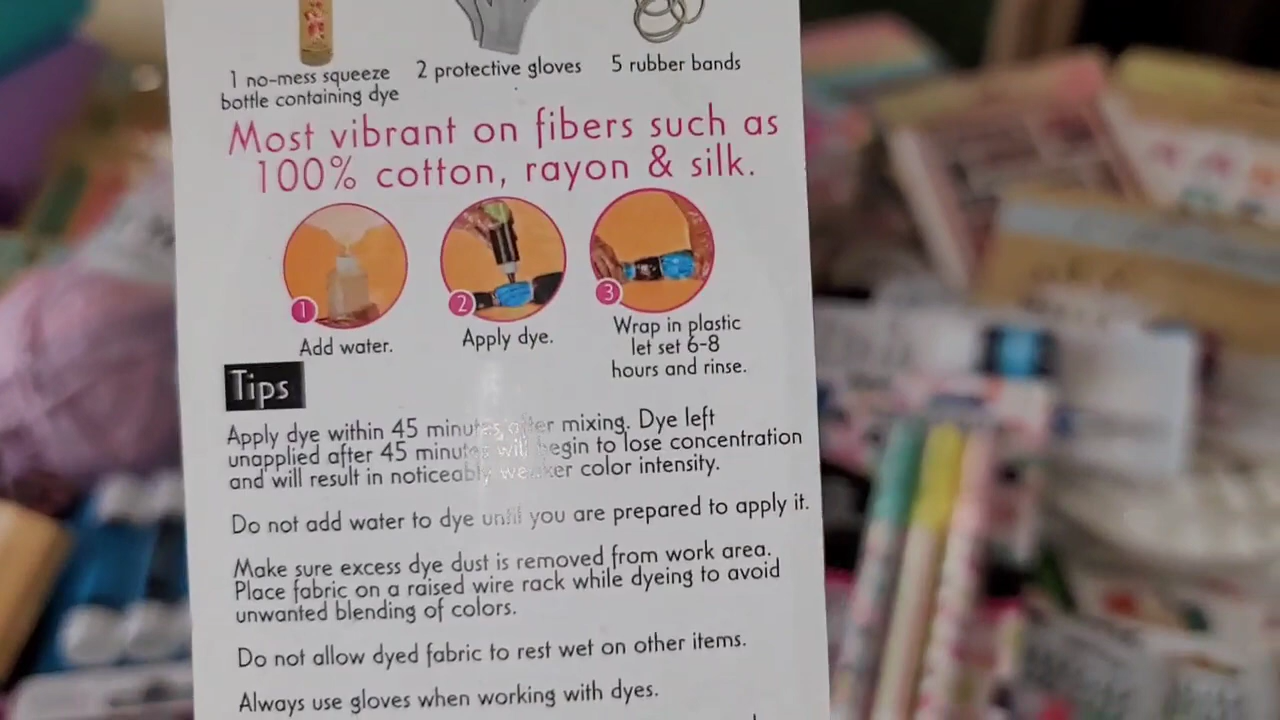 1 no-mess squeeze
bottle containing dye
2 protective gloves
5 rubber bands
Most vibrant on fibers such as
100% cotton, rayon & silk.
1
Add water.
2
Apply dye.
3
Wrap in plastic
let set 6-8
hours and rinse.
Tips
Apply dye within 45 minutes after mixing. Dye left
unapplied after 45 minutes will begin to lose concentration
and will result in noticeably weaker color intensity.
Do not add water to dye until you are prepared to apply it.
Make sure excess dye dust is removed from work area.
Place fabric on a raised wire rack while dyeing to avoid
unwanted blending of colors.
Do not allow dyed fabric to rest wet on other items.
Always use gloves when working with dyes.